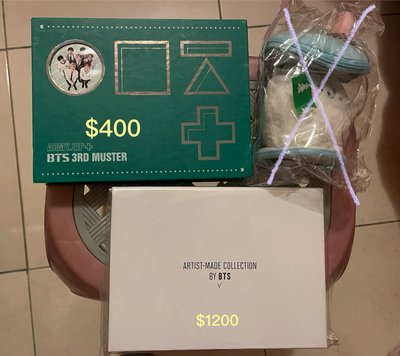 $400
ARMY.ZIP+
BTS 3RD MUSTER
ARTIST-MADE COLLECTION
BY BTS
V
$1200